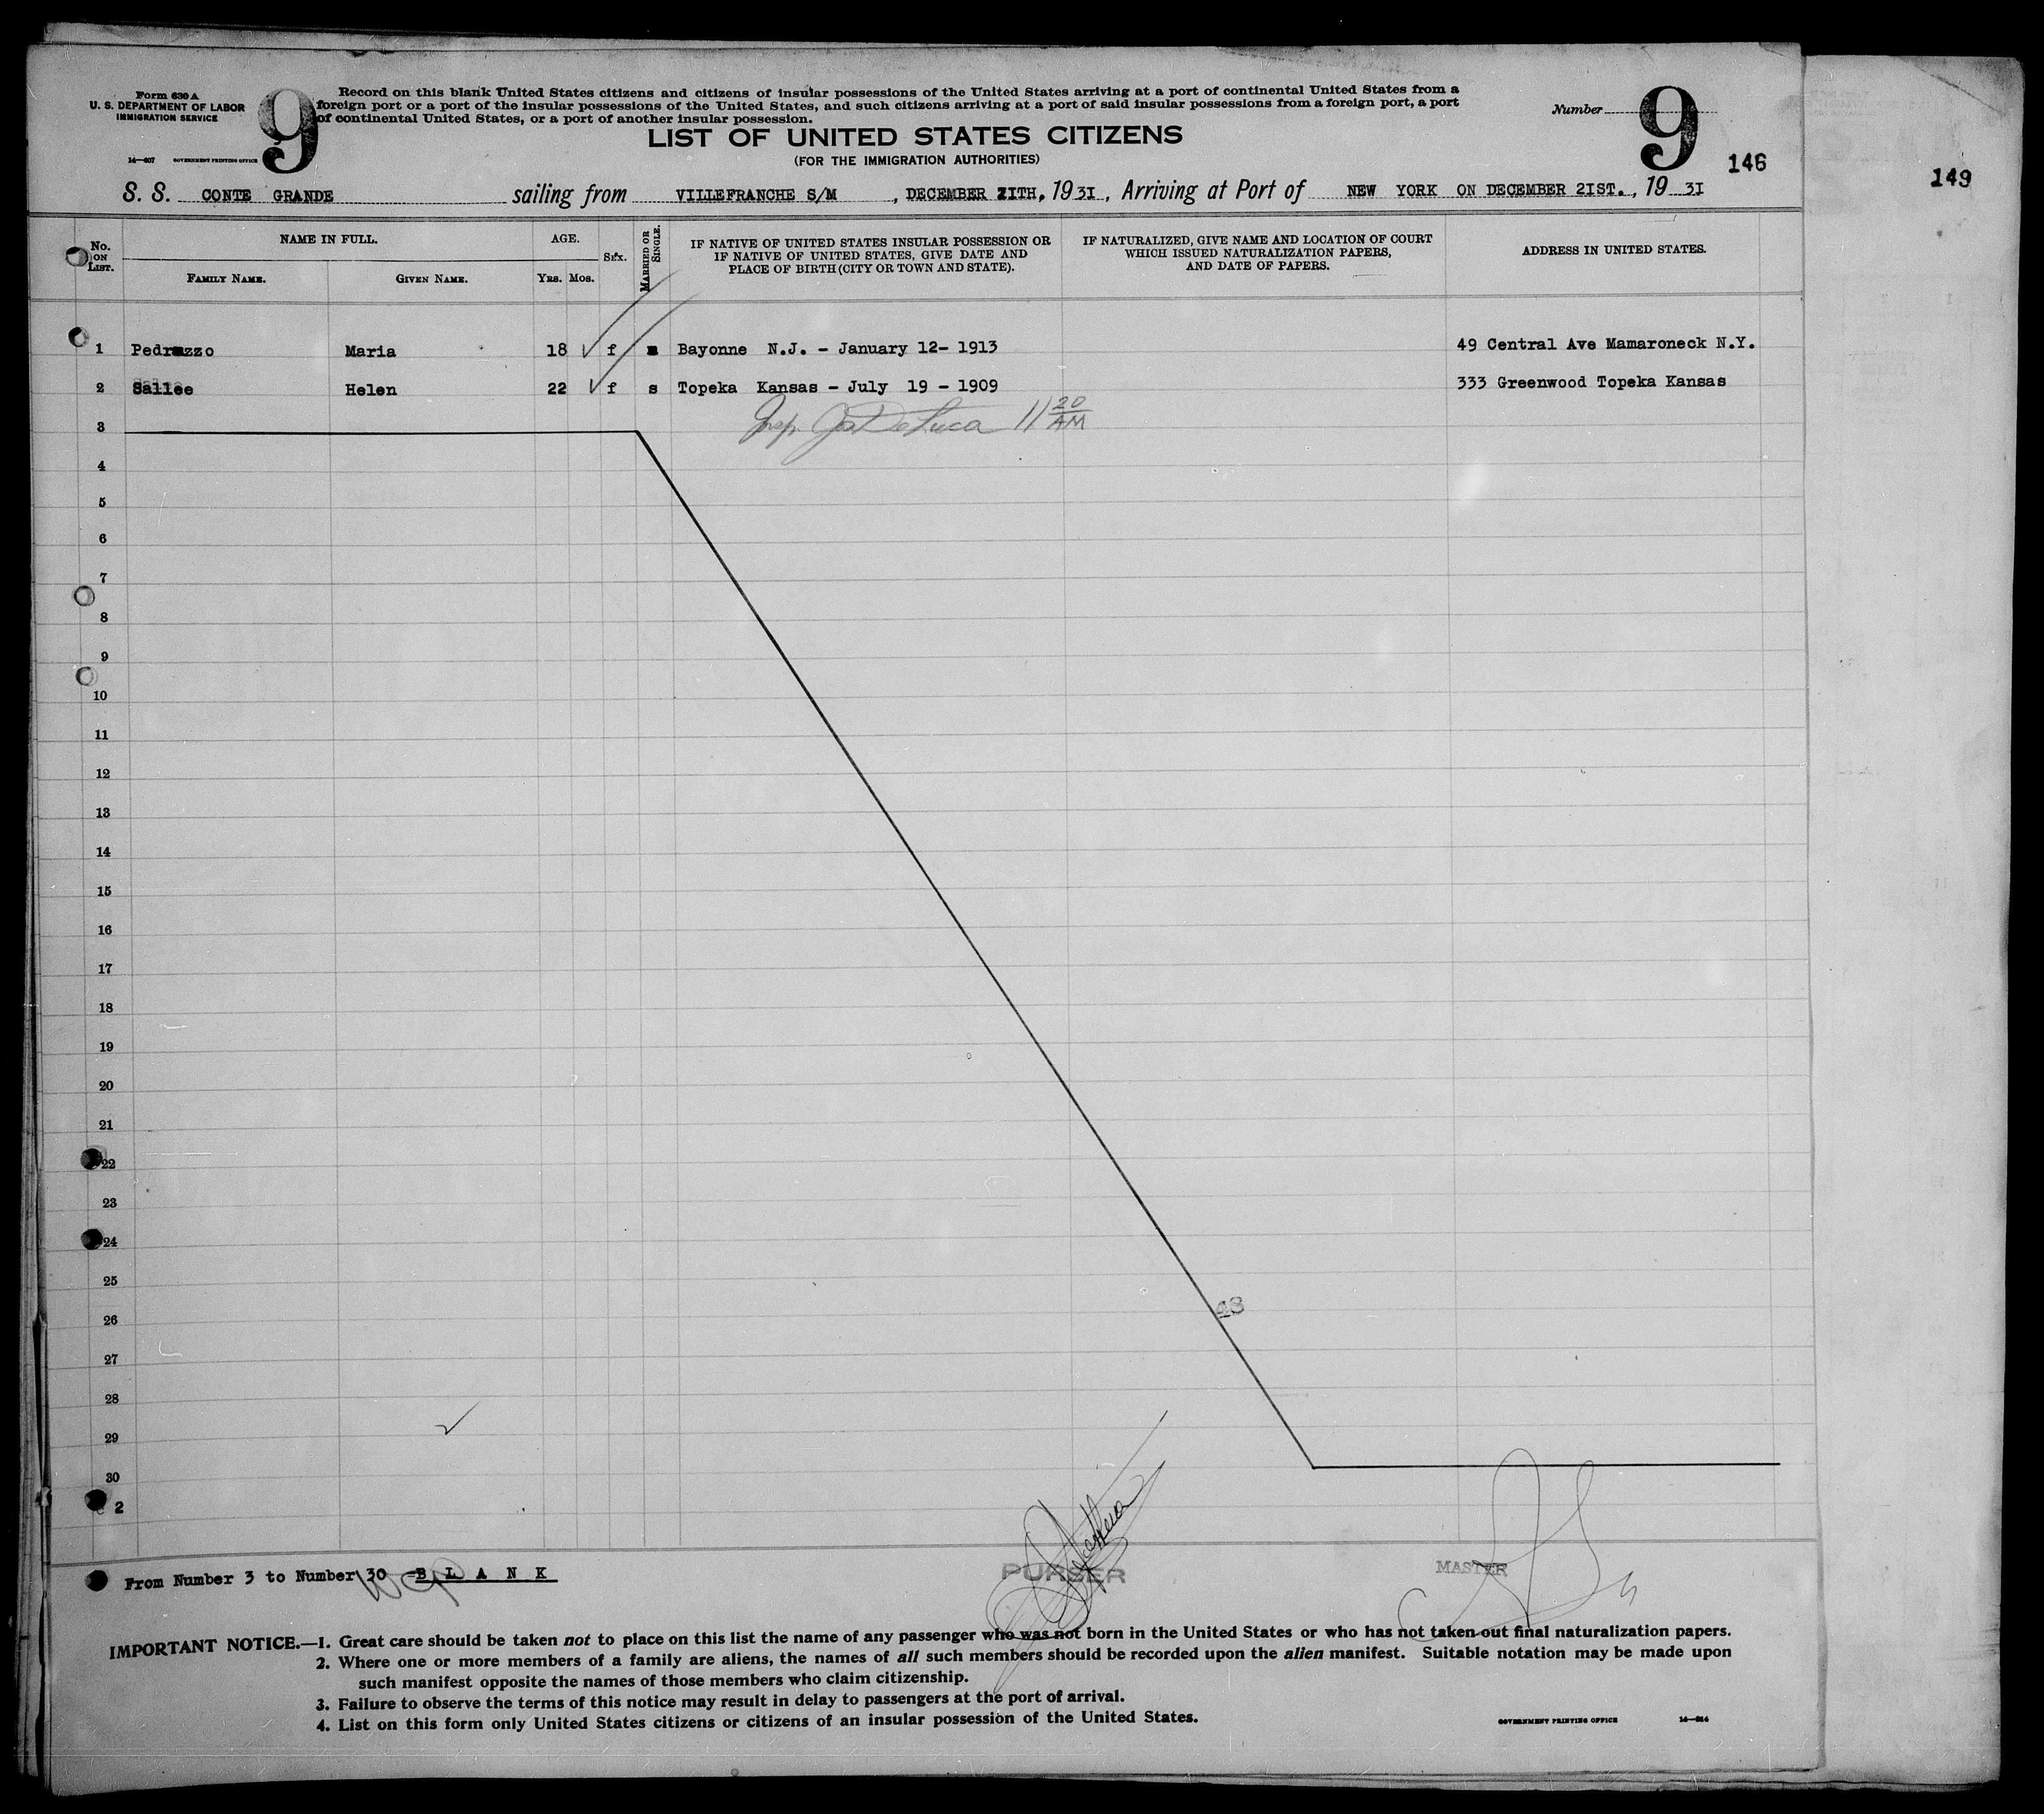 Form 630 A
U. S. DEPARTMENT OF LABOR
IMMIGRATION SERVICE
14—607 GOVERNMENT PRINTING OFFICE
9
Record on this blank United States citizens and citizens of insular possessions of the United States arriving at a port of continental United States from a
foreign port or a port of the insular possessions of the United States, and such citizens arriving at a port of said insular possessions from a foreign port, a port
of continental United States, or a port of another insular possession.
Number 9
LIST OF UNITED STATES CITIZENS
(FOR THE IMMIGRATION AUTHORITIES)
146
149
S. S. CONTE GRANDE sailing from VILLEFRANCHE S/M , DECEMBER IITH, 1931, Arriving at Port of NEW YORK ON DECEMBER 2IST. , 19 3I
No. ON LIST. NAME IN FULL. AGE. SEX. MARRIED OR SINGLE. IF NATIVE OF UNITED STATES INSULAR POSSESSION OR IF NATIVE OF UNITED STATES, GIVE DATE AND PLACE OF BIRTH (CITY OR TOWN AND STATE). IF NATURALIZED, GIVE NAME AND LOCATION OF COURT WHICH ISSUED NATURALIZATION PAPERS, AND DATE OF PAPERS. ADDRESS IN UNITED STATES.
FAMILY NAME. GIVEN NAME. YRS. MOS.
1 Pedrazzo Maria 18 f Bayonne N.J. - January 12- 1913 49 Central Ave Mamaroneck N.Y.
2 Sallee Helen 22 f s Topeka Kansas - July 19 - 1909 333 Greenwood Topeka Kansas
3 Insp. Jas DeLuca 11 20 AM
4
5
6
7
8
9
10
11
12
13
14
15
16
17
18
19
20
21
22
23
24
25
26 48
27
28
29
30
2
From Number 3 to Number 30 -B L A N K
PURSER
MASTER
IMPORTANT NOTICE.—1. Great care should be taken not to place on this list the name of any passenger who was not born in the United States or who has not taken out final naturalization papers.
2. Where one or more members of a family are aliens, the names of all such members should be recorded upon the alien manifest. Suitable notation may be made upon
such manifest opposite the names of those members who claim citizenship.
3. Failure to observe the terms of this notice may result in delay to passengers at the port of arrival.
4. List on this form only United States citizens or citizens of an insular possession of the United States.
GOVERNMENT PRINTING OFFICE